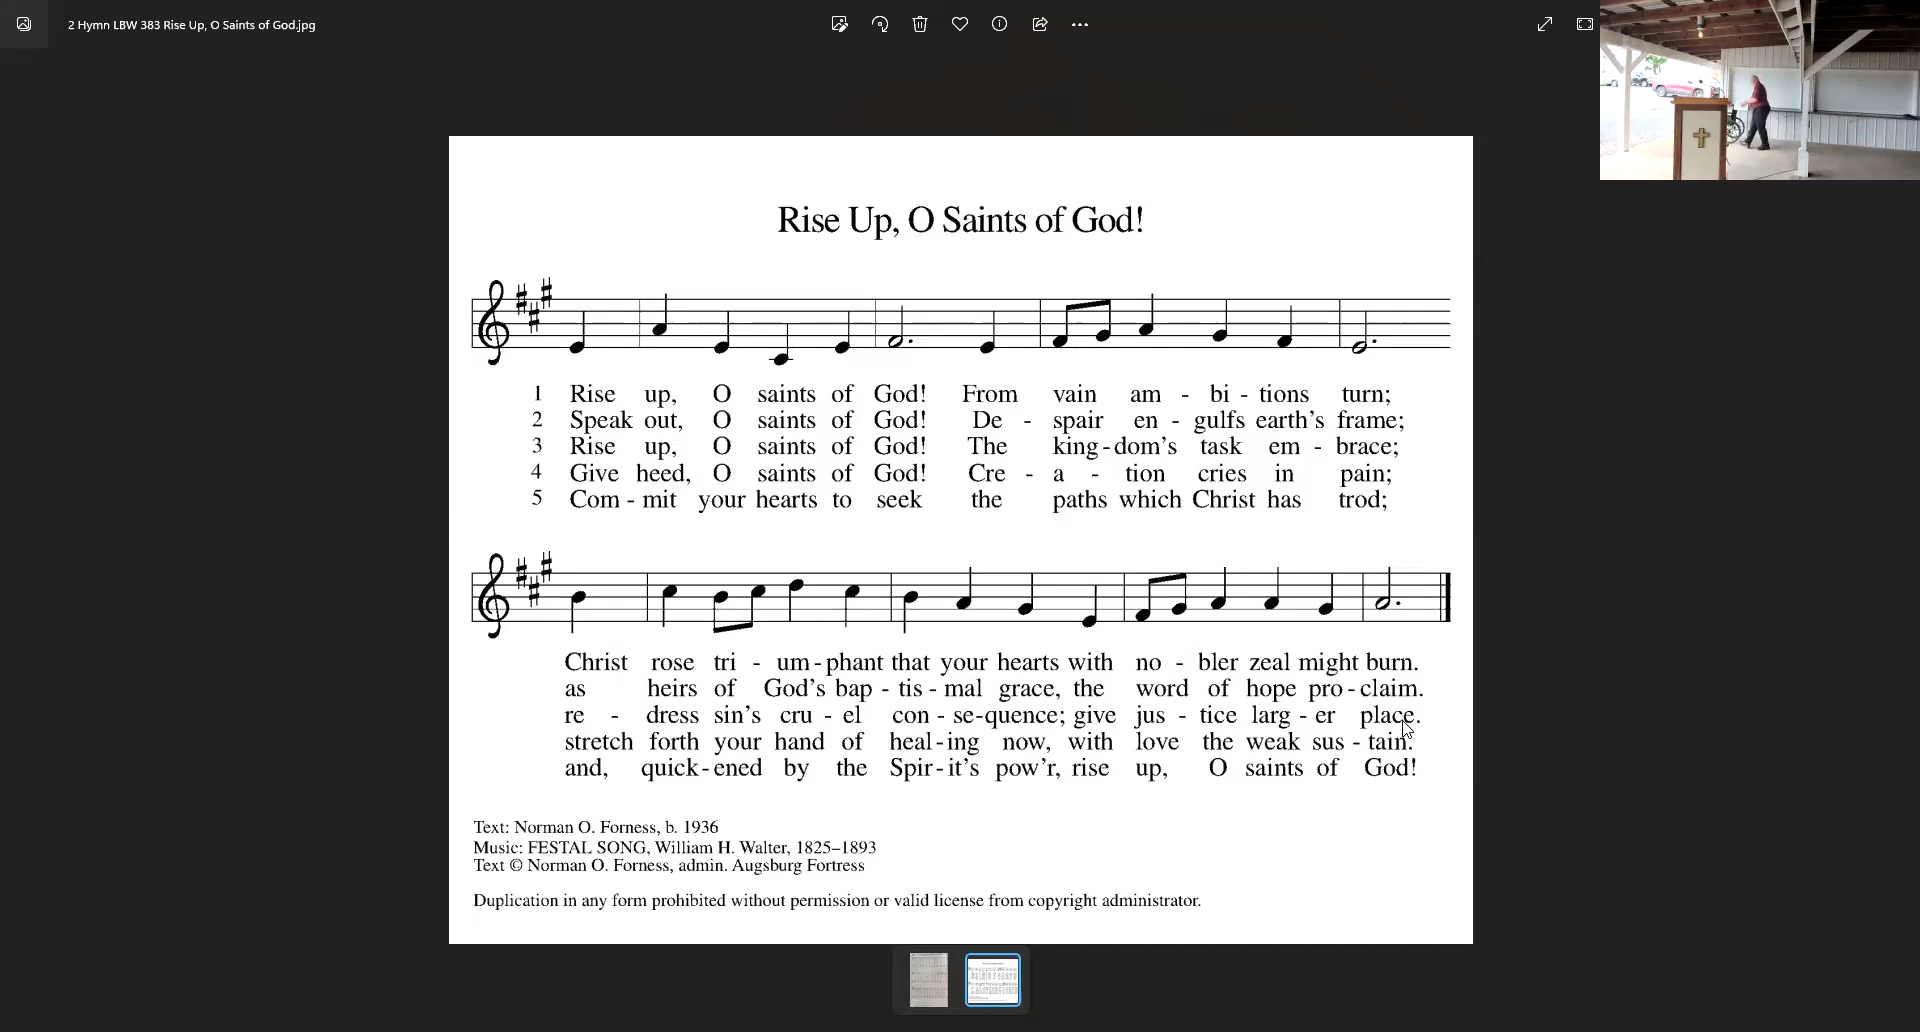 2 Hymn LBW 383 Rise Up, O Saints of God.jpg
Rise Up, O Saints of God!
1 Rise up, O saints of God! From vain am - bi - tions turn;
2 Speak out, O saints of God! De - spair en - gulfs earth's frame;
3 Rise up, O saints of God! The king - dom's task em - brace;
4 Give heed, O saints of God! Cre - a - tion cries in pain;
5 Com - mit your hearts to seek the paths which Christ has trod;
Christ rose tri - um - phant that your hearts with no - bler zeal might burn.
as heirs of God's bap - tis - mal grace, the word of hope pro - claim.
re - dress sin's cru - el con - se - quence; give jus - tice larg - er place.
stretch forth your hand of heal - ing now, with love the weak sus - tain.
and, quick - ened by the Spir - it's pow'r, rise up, O saints of God!
Text: Norman O. Forness, b. 1936
Music: FESTAL SONG, William H. Walter, 1825–1893
Text © Norman O. Forness, admin. Augsburg Fortress
Duplication in any form prohibited without permission or valid license from copyright administrator.